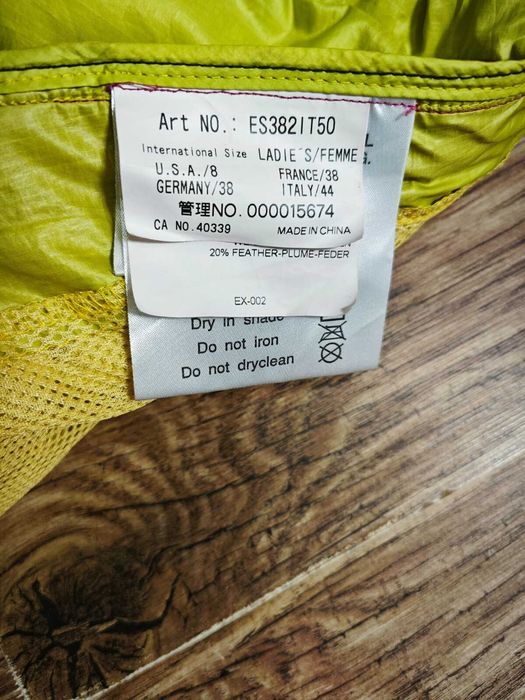 Art NO.: ES382IT50
International Size LADIE'S/FEMME
U.S.A./8 FRANCE/38
GERMANY/38 ITALY/44
管理NO. 000015674
CA NO.40339 MADE IN CHINA
20% FEATHER-PLUME-FEDER
EX-002
Dry in shade
Do not iron
Do not dryclean